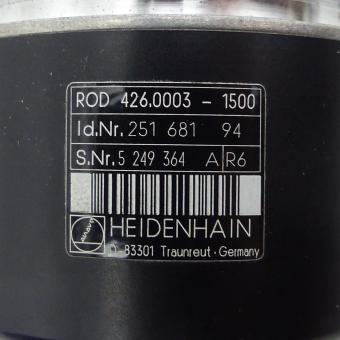 ROD 426.0003 - 1500
Id.Nr. 251 681 94
S.Nr. 5 249 364 A R6
HEIDENHAIN
D-83301 Traunreut · Germany